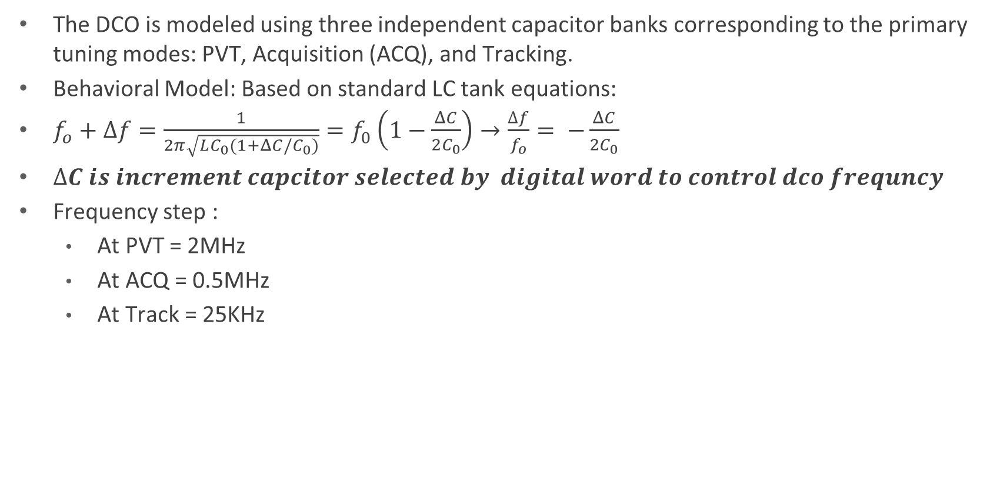 • The DCO is modeled using three independent capacitor banks corresponding to the primary
tuning modes: PVT, Acquisition (ACQ), and Tracking.
• Behavioral Model: Based on standard LC tank equations:
• f_o + Δf = 1/(2π√(LC_0(1+ΔC/C_0))) = f_0 (1 − ΔC/(2C_0)) → Δf/f_o = − ΔC/(2C_0)
• ΔC is increment capcitor selected by digital word to control dco frequncy
• Frequency step :
• At PVT = 2MHz
• At ACQ = 0.5MHz
• At Track = 25KHz